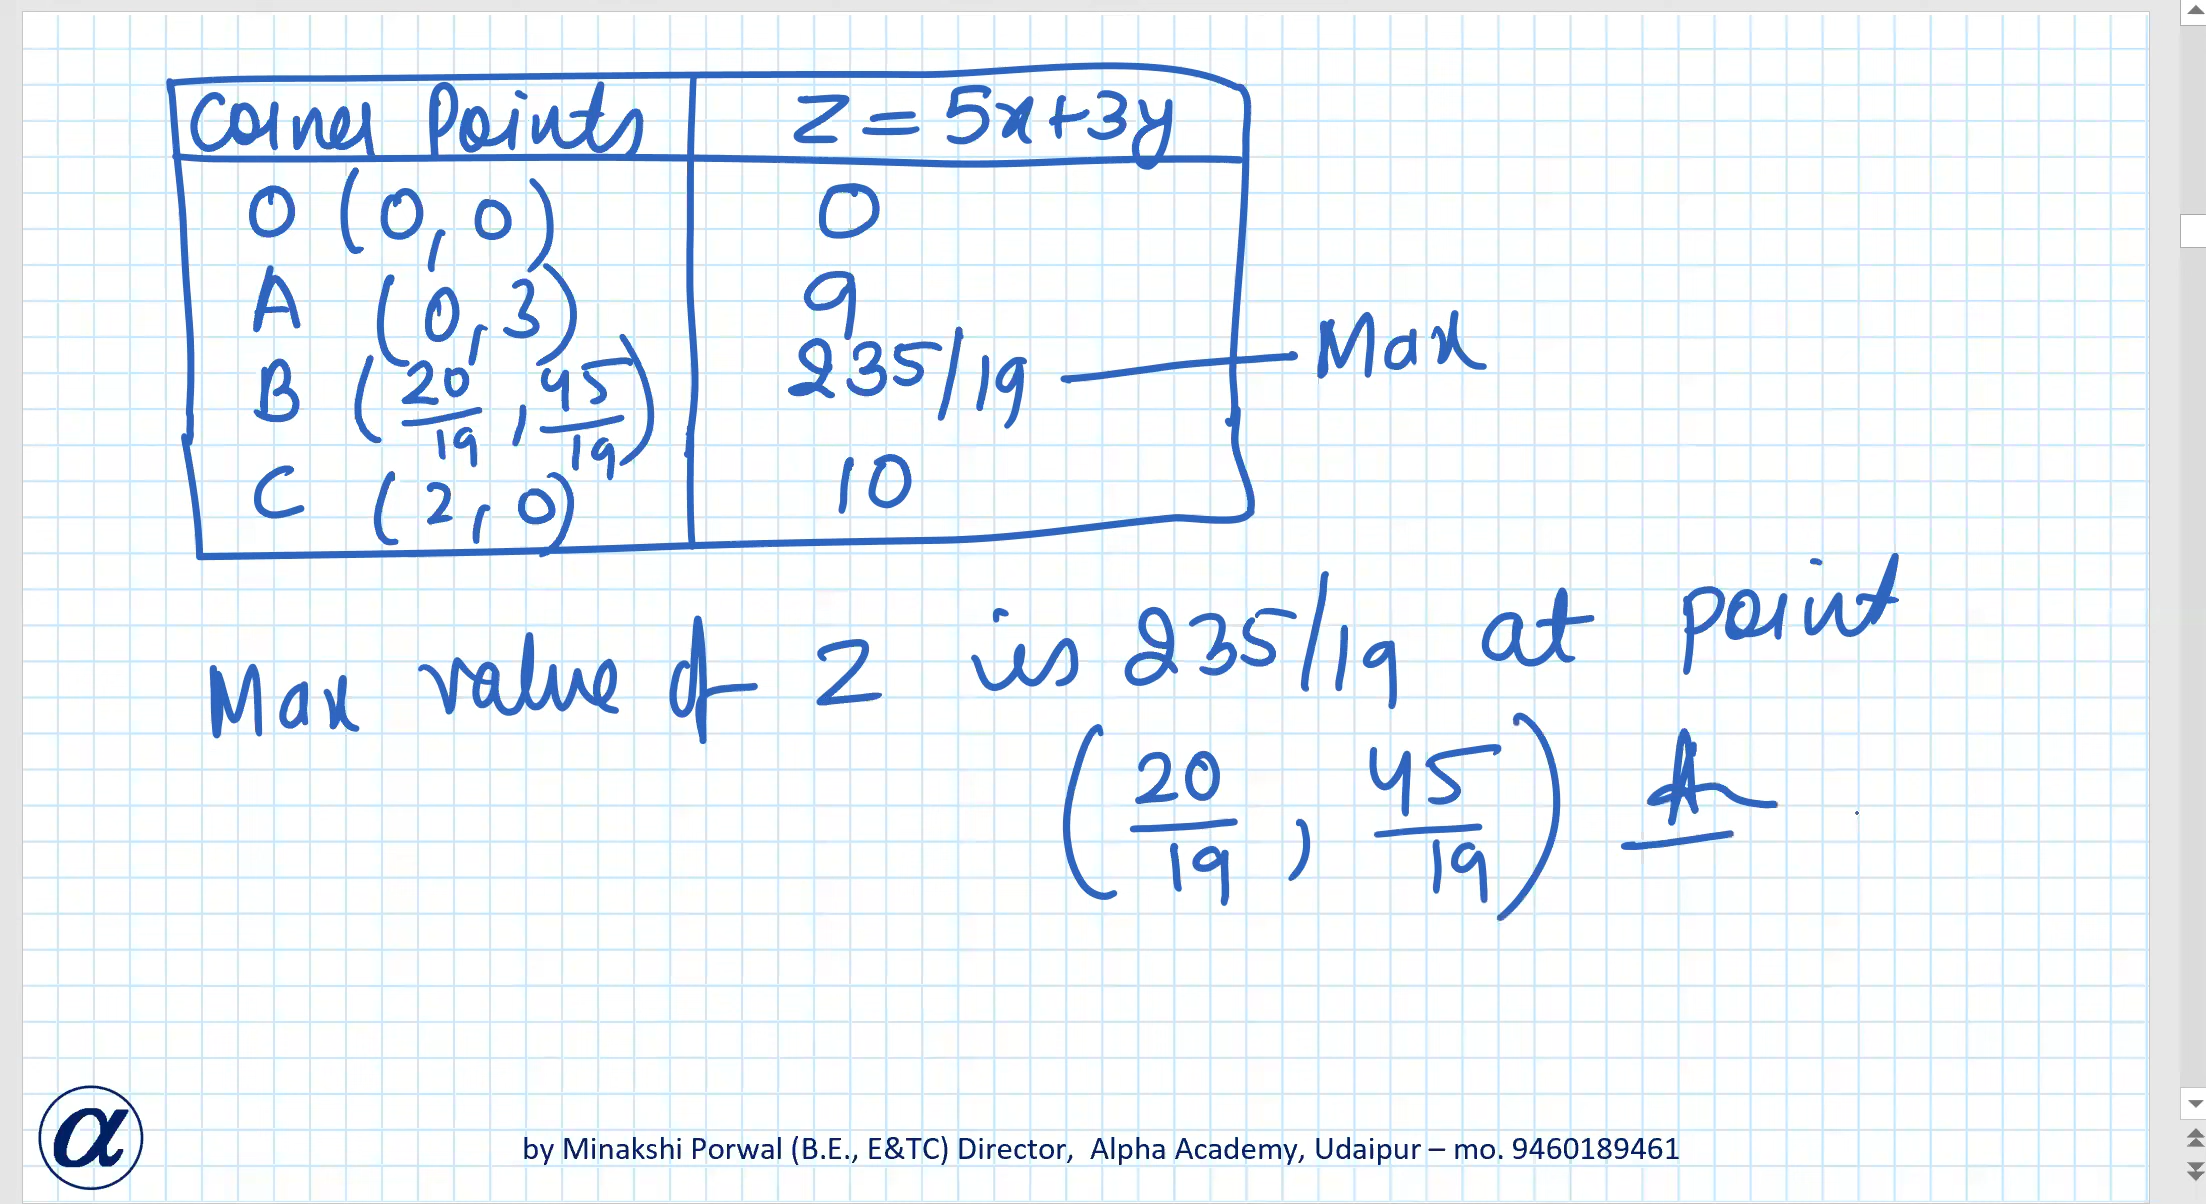 Corner Points Z = 5x+3y
O (0, 0) 0
A (0, 3) 9
B (20/19, 45/19) 235/19 — Max
C (2, 0) 10
Max value of Z is 235/19 at point
(20/19, 45/19)
α
by Minakshi Porwal (B.E., E&TC) Director, Alpha Academy, Udaipur – mo. 9460189461